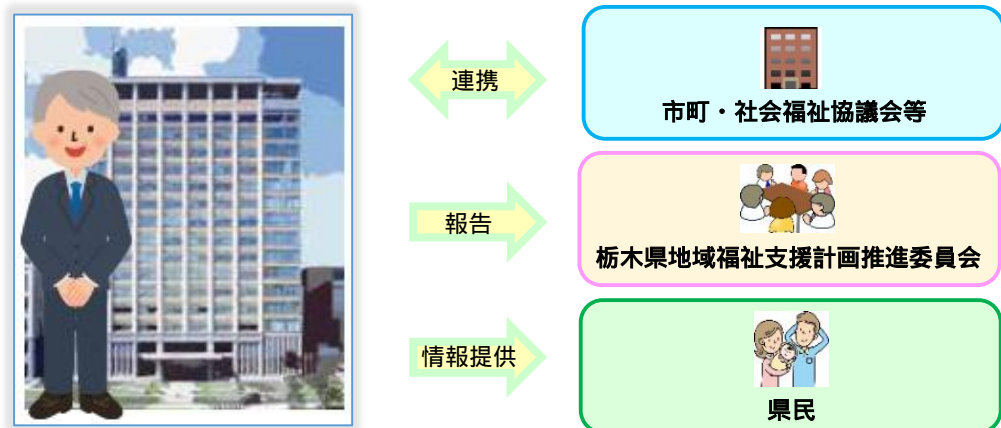 連携
市町・社会福祉協議会等
報告
栃木県地域福祉支援計画推進委員会
情報提供
県民